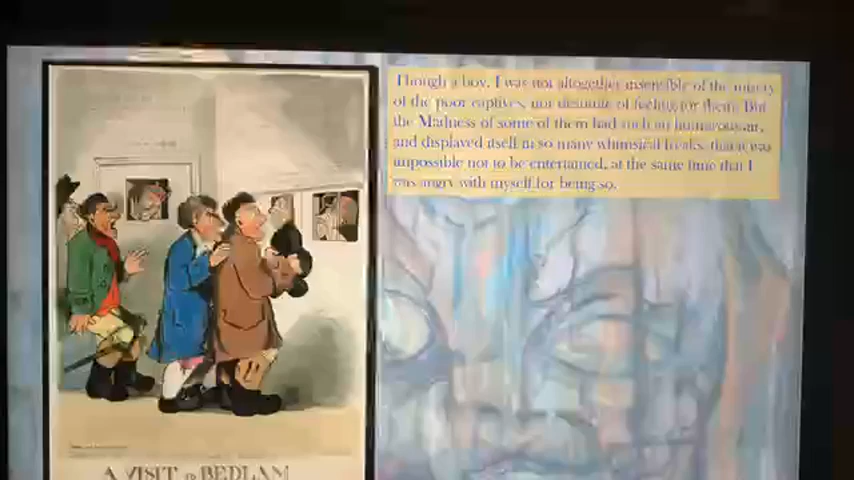 Though a boy, I was not altogether insensible of the misery
of the poor captives, nor destitute of feeling for them. But
the Madness of some of them had such an humorous air,
and displayed itself in so many whimsical freaks, that it was
impossible not to be entertained, at the same time that I
was angry with myself for being so.
A VISIT TO BEDLAM